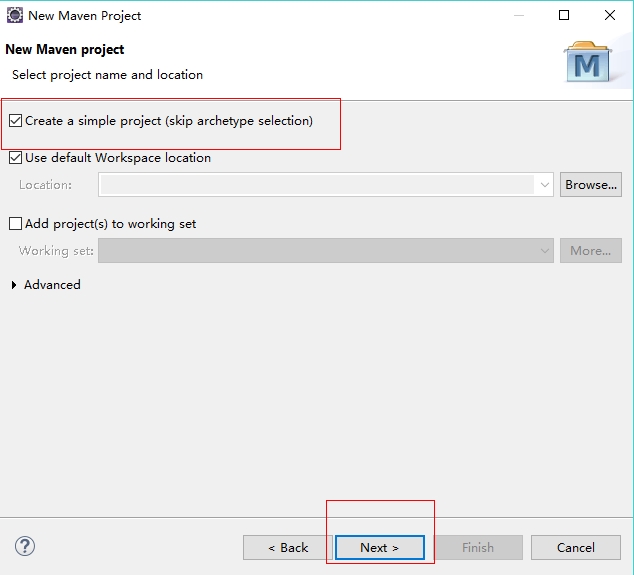 New Maven Project
New Maven project
Select project name and location
M
Create a simple project (skip archetype selection)
Use default Workspace location
Location:
Browse...
Add project(s) to working set
Working set:
More...
Advanced
?
< Back
Next >
Finish
Cancel